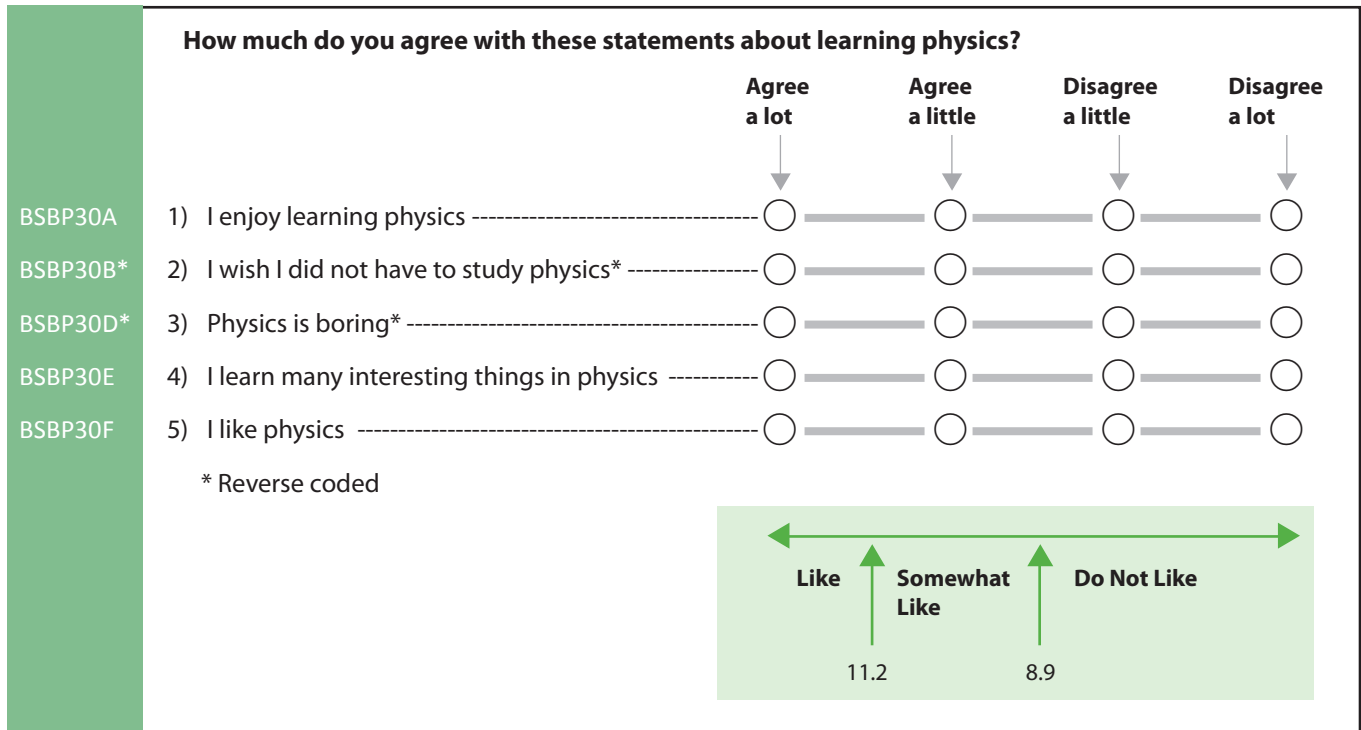 How much do you agree with these statements about learning physics?
Agree a lot
Agree a little
Disagree a little
Disagree a lot
BSBP30A 1) I enjoy learning physics
BSBP30B* 2) I wish I did not have to study physics*
BSBP30D* 3) Physics is boring*
BSBP30E 4) I learn many interesting things in physics
BSBP30F 5) I like physics
* Reverse coded
Like
Somewhat Like
Do Not Like
11.2 8.9